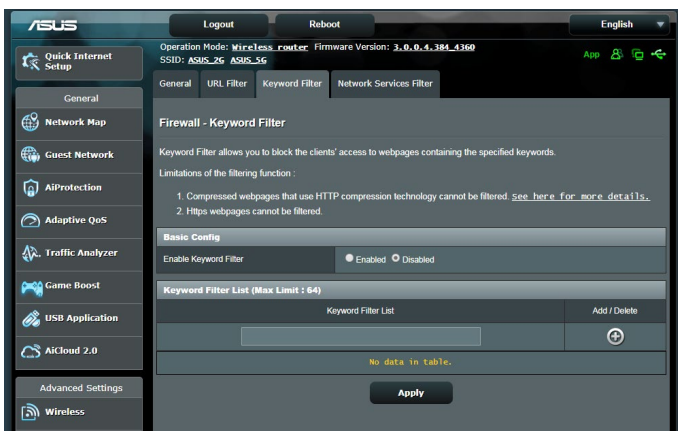 ASUS
Logout
Reboot
English
Quick Internet Setup
Operation Mode: Wireless router Firmware Version: 3.0.0.4.384_4360
SSID: ASUS_2G ASUS_5G
App
General
URL Filter
Keyword Filter
Network Services Filter
General
Network Map
Guest Network
AiProtection
Adaptive QoS
Traffic Analyzer
Game Boost
USB Application
AiCloud 2.0
Advanced Settings
Wireless
Firewall - Keyword Filter
Keyword Filter allows you to block the clients' access to webpages containing the specified keywords.
Limitations of the filtering function :
1. Compressed webpages that use HTTP compression technology cannot be filtered. See here for more details.
2. Https webpages cannot be filtered.
Basic Config
Enable Keyword Filter
Enabled Disabled
Keyword Filter List (Max Limit : 64)
Keyword Filter List
Add / Delete
No data in table.
Apply